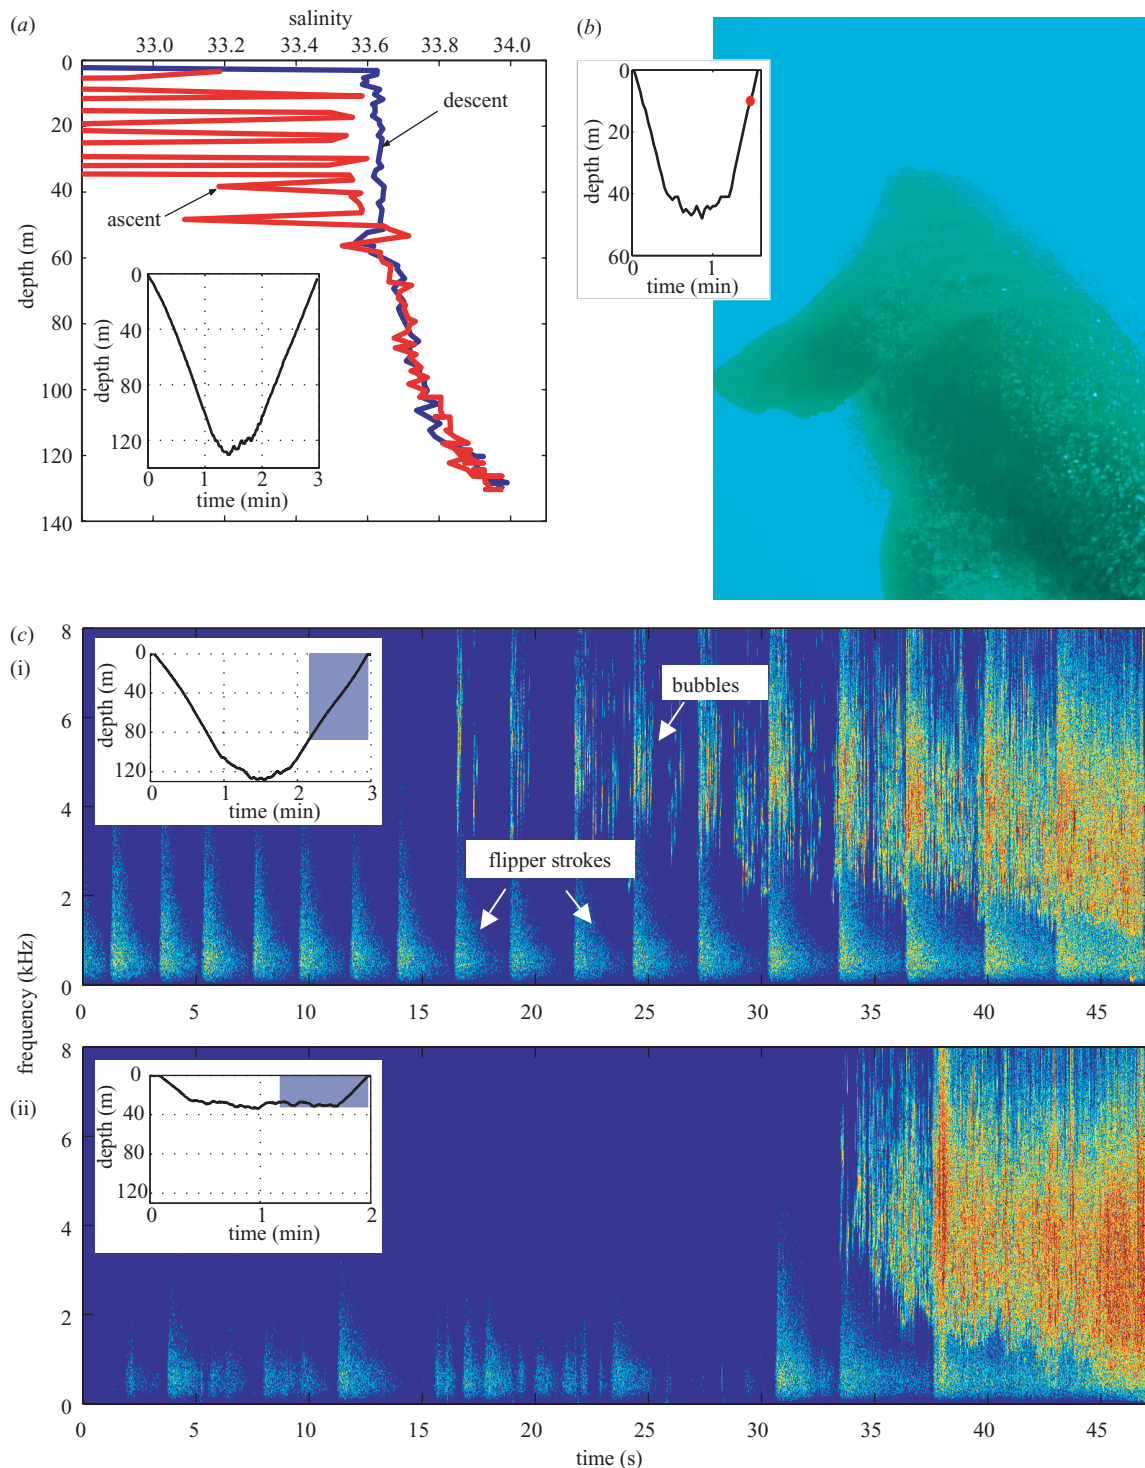 (a)
salinity
33.0 33.2 33.4 33.6 33.8 34.0
0
20
40
60
80
100
120
140
depth (m)
descent
ascent
0
40
80
120
depth (m)
0 1 2 3
time (min)
(b)
0
20
40
60
depth (m)
0 1
time (min)
(c)
(i)
8
6
4
2
0
0
40
80
120
depth (m)
0 1 2 3
time (min)
bubbles
flipper strokes
0 5 10 15 20 25 30 35 40 45
frequency (kHz)
(ii)
8
6
4
2
0
0
40
80
120
depth (m)
0 1 2
time (min)
0 5 10 15 20 25 30 35 40 45
time (s)